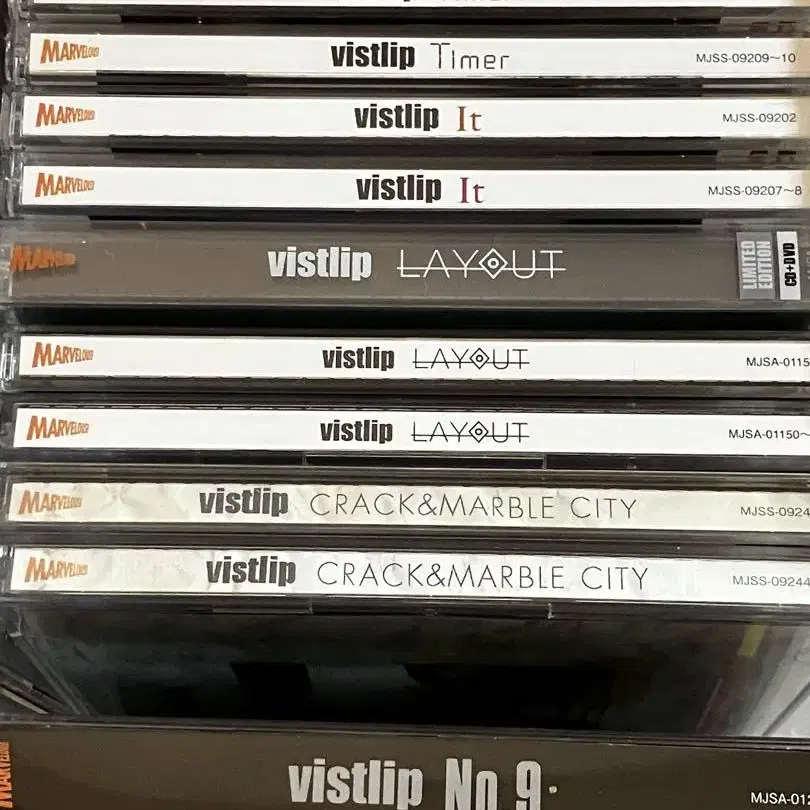 MARVELOUS! vistlip Timer MJSS-09209~10
MARVELOUS! vistlip It MJSS-09202
MARVELOUS! vistlip It MJSS-09207~8
vistlip LAYOUT LIMITED EDITION CD+DVD
MARVELOUS! vistlip LAYOUT MJSA-0115
MARVELOUS! vistlip LAYOUT MJSA-01150~
MARVELOUS! vistlip CRACK&MARBLE CITY MJSS-0924
MARVELOUS! vistlip CRACK&MARBLE CITY MJSS-09244
vistlip No.9. MJSA-012